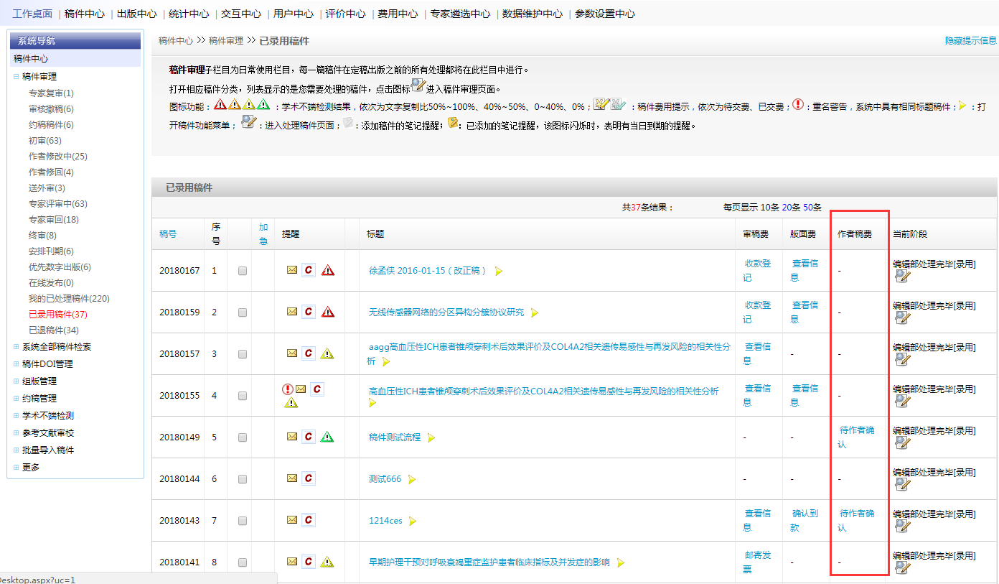 工作桌面 | 稿件中心 | 出版中心 | 统计中心 | 交互中心 | 用户中心 | 评价中心 | 费用中心 | 专家遴选中心 | 数据维护中心 | 参数设置中心
系统导航
稿件中心
稿件审理
专家复审(1)
审核撤稿(6)
约稿稿件(6)
初审(63)
作者修改中(25)
作者修回(4)
送外审(3)
专家评审中(63)
专家审回(18)
终审(8)
安排刊期(6)
优先数字出版(6)
在线发布(0)
我的已处理稿件(220)
已录用稿件(37)
已退稿件(34)
系统全部稿件检索
稿件DOI管理
组版管理
约稿管理
学术不端检测
参考文献审校
批量导入稿件
更多
稿件中心 >> 稿件审理 >> 已录用稿件
隐藏提示信息
稿件审理子栏目为日常使用栏目，每一篇稿件在定稿出版之前的所有处理都将在此栏目中进行。
打开相应稿件分类，列表显示的是您需要处理的稿件，点击图标进入稿件审理页面。
图标功能：：学术不端检测结果，依次为文字复制比50%~100%、40%~50%、0~40%、0%；：稿件费用提示，依次为待交费、已交费；：重名警告，系统中具有相同标题稿件；：打
开稿件功能菜单；：进入处理稿件页面；：添加稿件的笔记提醒；：已添加的笔记提醒，该图标闪烁时，表明有当日到期的提醒。
已录用稿件
共37条结果： 每页显示 10条 20条 50条
稿号 序号 加急 提醒 标题 审稿费 版面费 作者稿费 当前阶段
20180167 1 C 徐孟侠 2016-01-15（改正稿） 收款登记 查看信息 - 编辑部处理完毕[录用]
20180159 2 C 无线传感器网络的分区异构分簇协议研究 收款登记 查看信息 - 编辑部处理完毕[录用]
20180157 3 C aagg高血压性ICH患者锥颅穿刺术后效果评价及COL4A2相关遗传易感性与再发风险的相关性分析 查看信息 - - 编辑部处理完毕[录用]
20180155 4 C 高血压性ICH患者锥颅穿刺术后效果评价及COL4A2相关遗传易感性与再发风险的相关性分析 查看信息 查看信息 - 编辑部处理完毕[录用]
20180149 5 C 稿件测试流程 - - 待作者确认 编辑部处理完毕[录用]
20180144 6 C 测试666 - - - 编辑部处理完毕[录用]
20180143 7 C 1214ces 查看信息 确认到款 待作者确认 编辑部处理完毕[录用]
20180141 8 C 早期护理干预对呼吸衰竭重症监护患者临床指标及并发症的影响 邮寄发票 - - 编辑部处理完毕[录用]
Desktop.aspx?uc=1